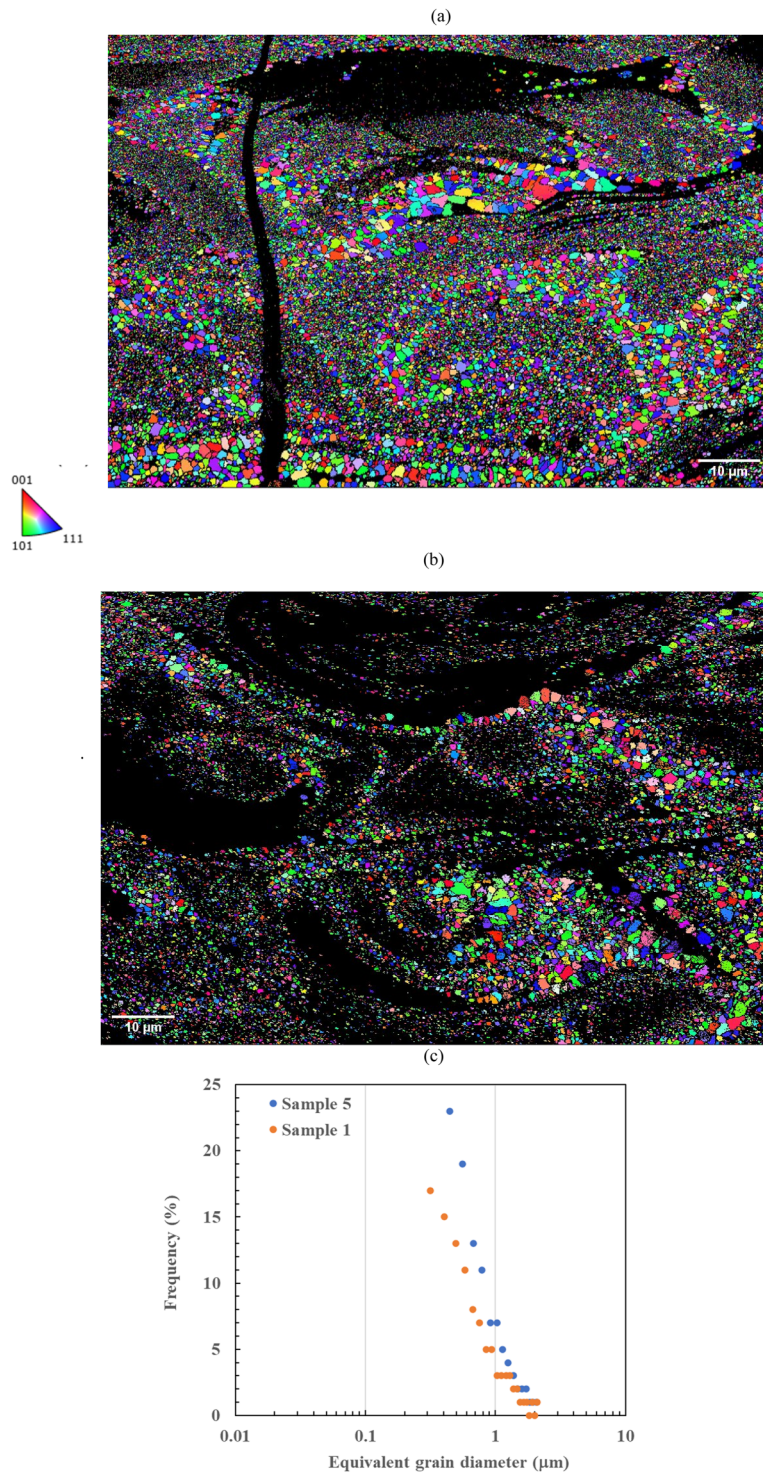 (a)
10 µm
001
101
111
(b)
10 µm
(c)
25
20
15
10
5
0
Frequency (%)
Sample 5
Sample 1
0.01
0.1
1
10
Equivalent grain diameter (µm)